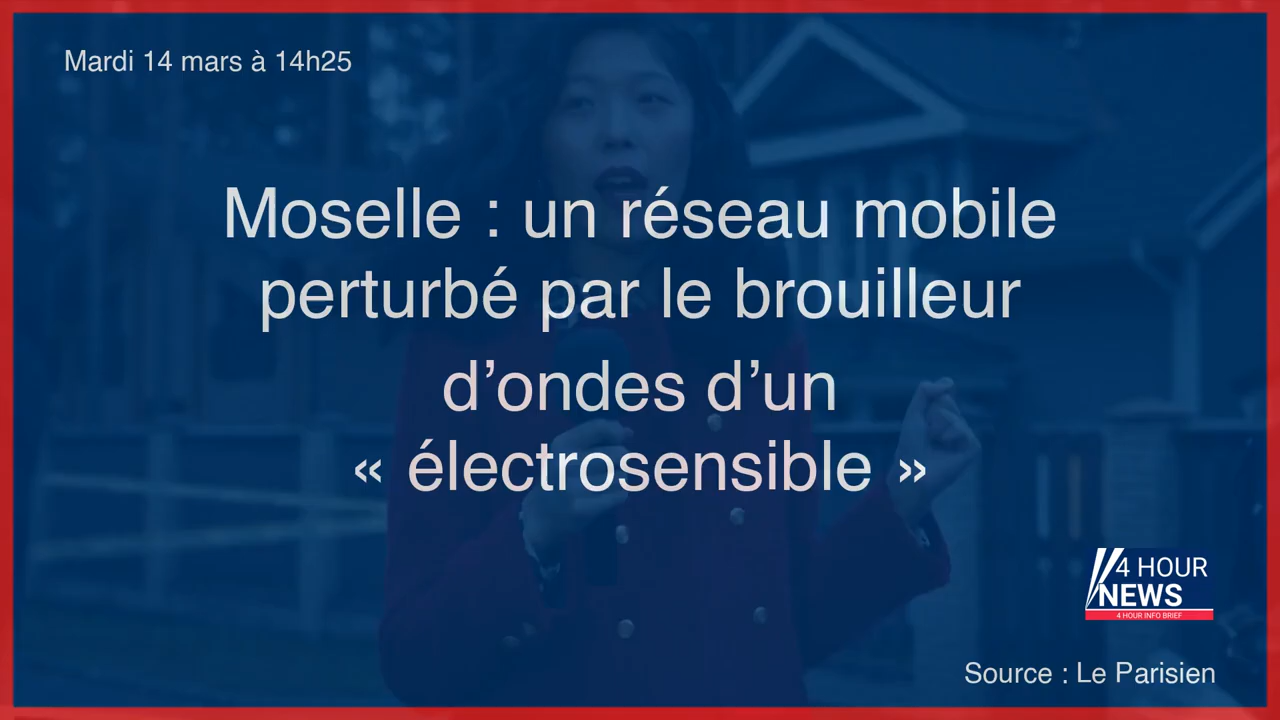 Mardi 14 mars à 14h25
Moselle : un réseau mobile
perturbé par le brouilleur
d’ondes d’un
« électrosensible »
4 HOUR
NEWS
4 HOUR INFO BRIEF
Source : Le Parisien